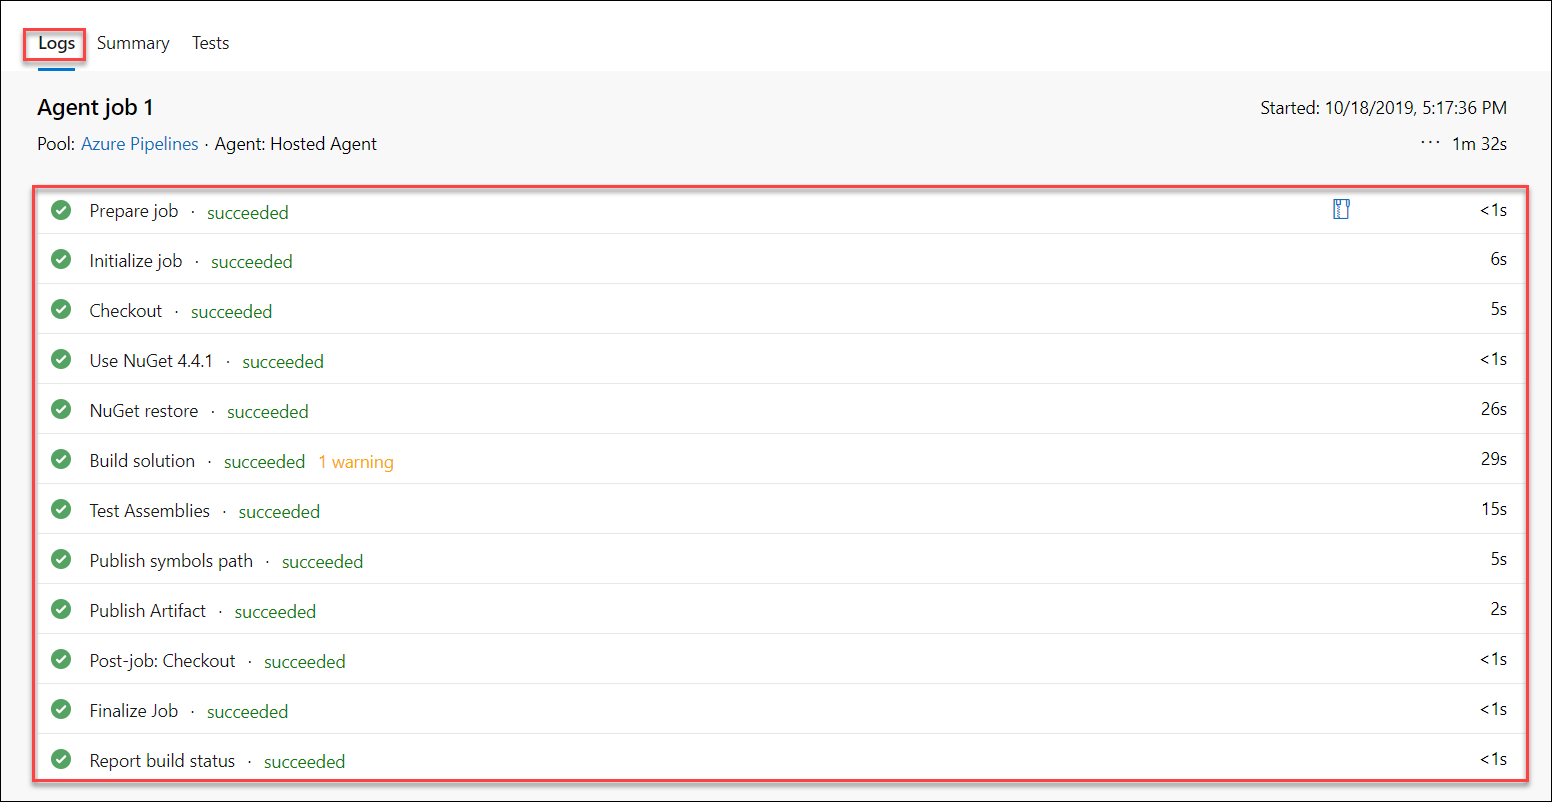 Logs Summary Tests
Agent job 1 Started: 10/18/2019, 5:17:36 PM
Pool: Azure Pipelines · Agent: Hosted Agent ··· 1m 32s
Prepare job · succeeded <1s
Initialize job · succeeded 6s
Checkout · succeeded 5s
Use NuGet 4.4.1 · succeeded <1s
NuGet restore · succeeded 26s
Build solution · succeeded 1 warning 29s
Test Assemblies · succeeded 15s
Publish symbols path · succeeded 5s
Publish Artifact · succeeded 2s
Post-job: Checkout · succeeded <1s
Finalize Job · succeeded <1s
Report build status · succeeded <1s